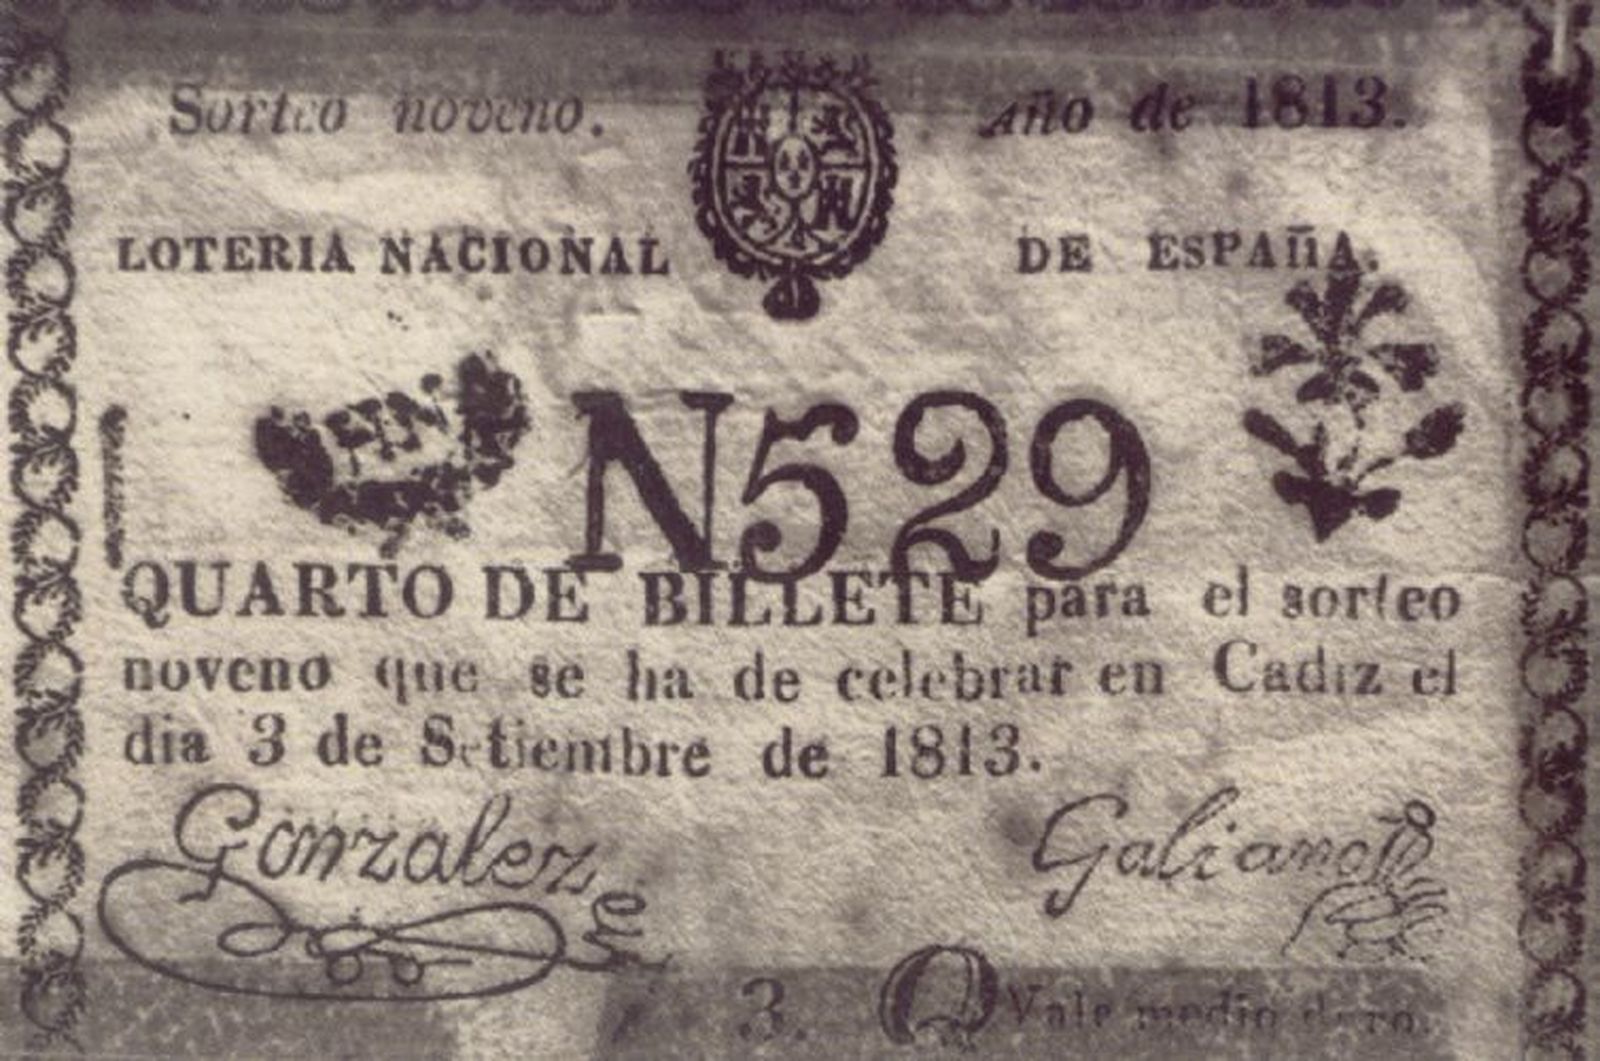 Sorteo noveno. Año de 1813.
LOTERIA NACIONAL DE ESPAÑA.
N529
QUARTO DE BILLETE para el sorteo
noveno que se ha de celebrar en Cadiz el
dia 3 de Setiembre de 1813.
Gonzalez Galiano
3. Q Vale medio duro.